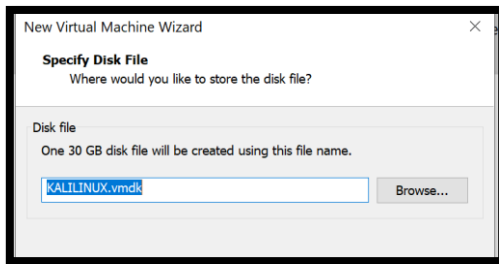 New Virtual Machine Wizard
Specify Disk File
Where would you like to store the disk file?
Disk file
One 30 GB disk file will be created using this file name.
KALILINUX.vmdk Browse...